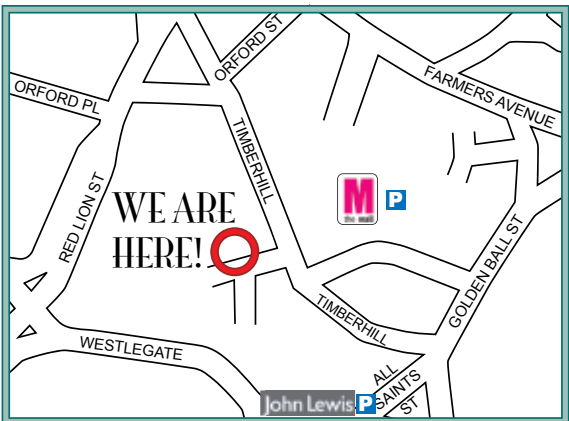 ORFORD ST
ORFORD PL
FARMERS AVENUE
TIMBERHILL
M
the mall
P
WE ARE
HERE!
RED LION ST
GOLDEN BALL ST
TIMBERHILL
WESTLEGATE
ALL
SAINTS
ST
John Lewis
P